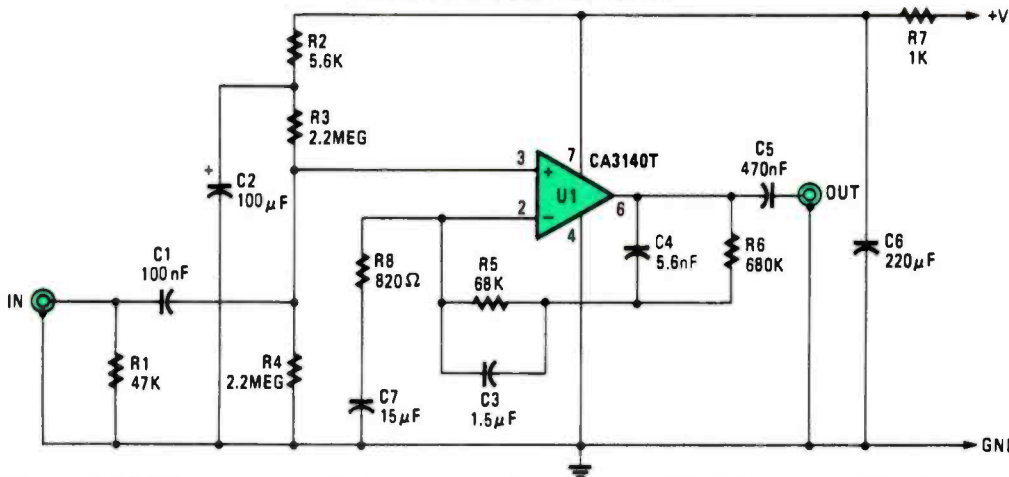 +V
R2
5.6K
R7
1K
R3
2.2MEG
3
+
7
CA3140T
C5
470nF
+
C2
100μF
U1
6
OUT
2
−
4
C1
100nF
R8
820Ω
R5
68K
C4
5.6nF
R6
680K
C6
220μF
IN
R1
47K
R4
2.2MEG
C7
15μF
C3
1.5μF
GN